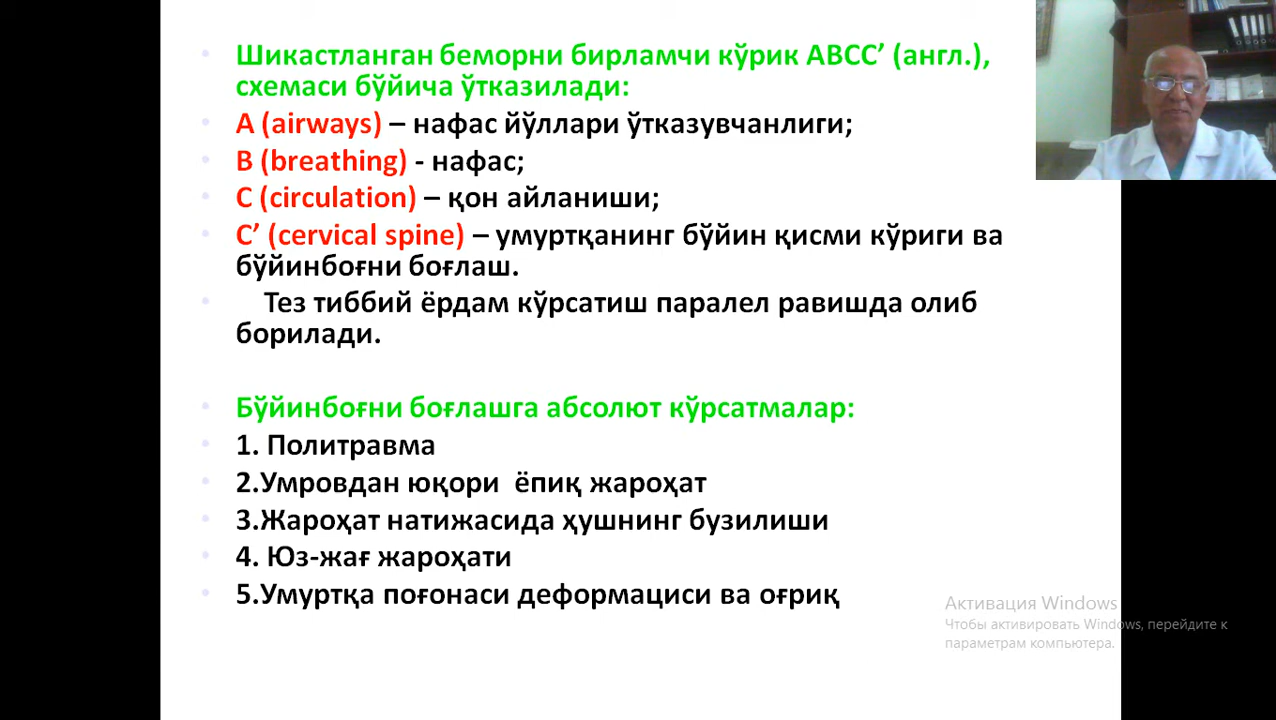 Шикастланган беморни бирламчи кўрик ABCC’ (англ.),
схемаси бўйича ўтказилади:
A (airways) – нафас йўллари ўтказувчанлиги;
B (breathing) - нафас;
C (circulation) – қон айланиши;
C’ (cervical spine) – умуртқанинг бўйин қисми кўриги ва
бўйинбоғни боғлаш.
Тез тиббий ёрдам кўрсатиш паралел равишда олиб
борилади.
Бўйинбоғни боғлашга абсолют кўрсатмалар:
1. Политравма
2.Умровдан юқори ёпиқ жароҳат
3.Жароҳат натижасида ҳушнинг бузилиши
4. Юз-жағ жароҳати
5.Умуртқа поғонаси деформациси ва оғриқ
Активация Windows
Чтобы активировать Windows, перейдите к
параметрам компьютера.